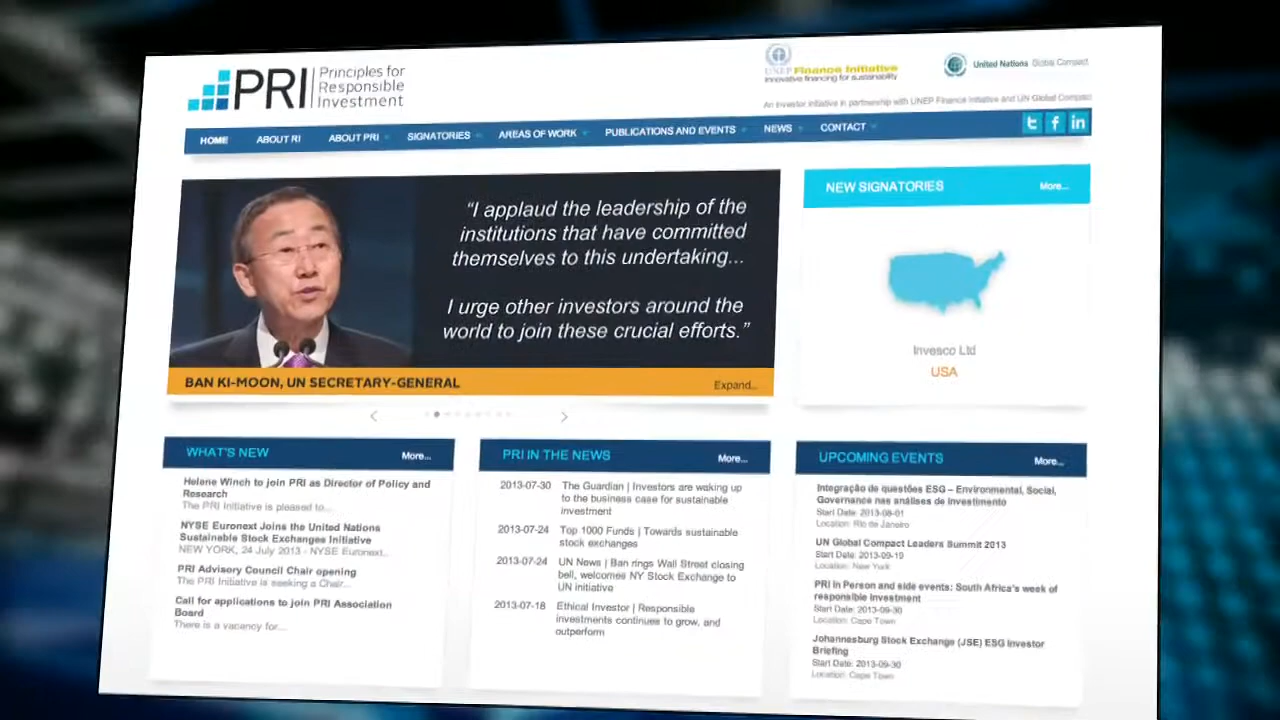 PRI
Principles for
Responsible
Investment
UNEP Finance Initiative
Innovative financing for sustainability
United Nations Global Compact
An investor initiative in partnership with UNEP Finance Initiative and UN Global Compact
HOME ABOUT RI ABOUT PRI SIGNATORIES AREAS OF WORK PUBLICATIONS AND EVENTS NEWS CONTACT
“I applaud the leadership of the
institutions that have committed
themselves to this undertaking...
I urge other investors around the
world to join these crucial efforts.”
BAN KI-MOON, UN SECRETARY-GENERAL Expand...
NEW SIGNATORIES More...
Invesco Ltd
USA
WHAT'S NEW More...
Helene Winch to join PRI as Director of Policy and
Research
The PRI Initiative is pleased to...
NYSE Euronext Joins the United Nations
Sustainable Stock Exchanges Initiative
NEW YORK, 24 July 2013 - NYSE Euronext...
PRI Advisory Council Chair opening
The PRI Initiative is seeking a Chair...
Call for applications to join PRI Association
Board
There is a vacancy for...
PRI IN THE NEWS More...
2013-07-30 The Guardian | Investors are waking up
to the business case for sustainable
investment
2013-07-24 Top 1000 Funds | Towards sustainable
stock exchanges
2013-07-24 UN News | Ban rings Wall Street closing
bell, welcomes NY Stock Exchange to
UN initiative
2013-07-18 Ethical Investor | Responsible
investments continues to grow, and
outperform
UPCOMING EVENTS More...
Integração de questões ESG – Environmental, Social,
Governance nas análises de investimento
Start Date: 2013-08-01
Location: Rio de Janeiro
UN Global Compact Leaders Summit 2013
Start Date: 2013-09-19
Location: New York
PRI in Person and side events: South Africa's week of
responsible investment
Start Date: 2013-09-30
Location: Cape Town
Johannesburg Stock Exchange (JSE) ESG Investor
Briefing
Start Date: 2013-09-30
Location: Cape Town